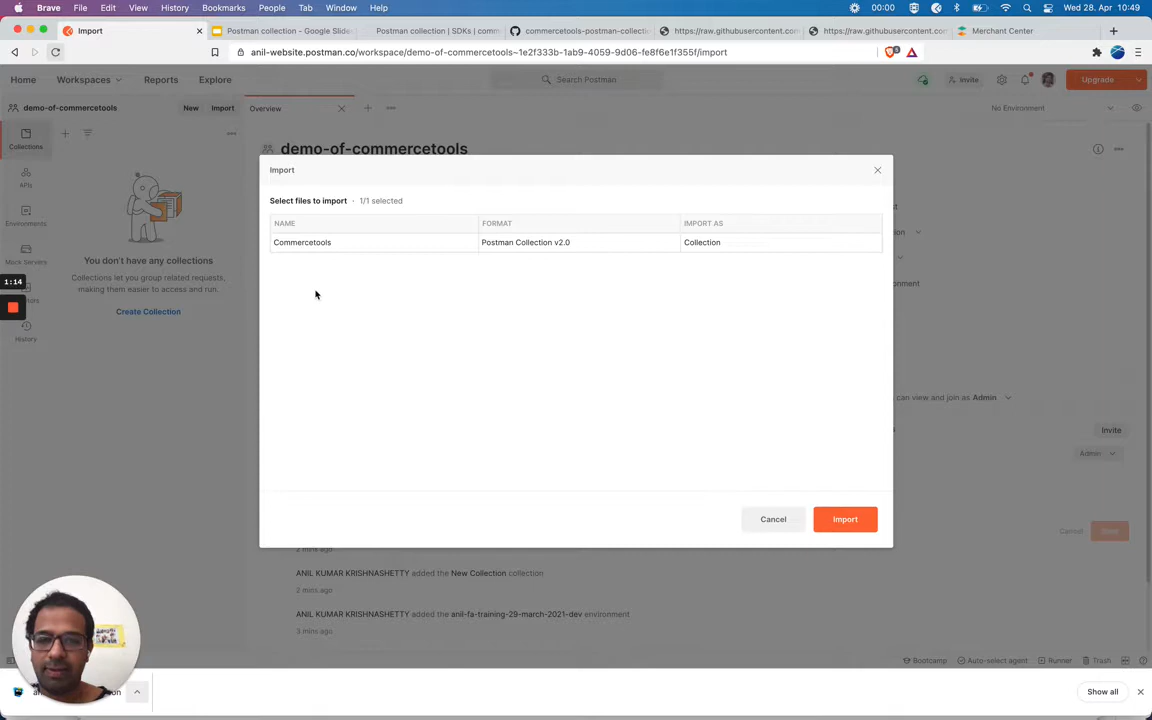 Brave File Edit View History Bookmarks People Tab Window Help 00:00 Wed 28. Apr 10:49
Import Postman collection - Google Slides Postman collection | SDKs | comm commercetools-postman-collecti https://raw.githubusercontent.com https://raw.githubusercontent.com Merchant Center
anil-website.postman.co/workspace/demo-of-commercetools~1e2f333b-1ab9-4059-9d06-fe8f6e1f355f/import
Home Workspaces Reports Explore Search Postman Invite Upgrade
demo-of-commercetools New Import Overview No Environment
Collections
demo-of-commercetools
Import
APIs
Select files to import · 1/1 selected
NAME FORMAT IMPORT AS
Environments
Commercetools Postman Collection v2.0 Collection
Mock Servers
You don't have any collections
Collections let you group related requests,
making them easier to access and run.
1:14
Create Collection
History
can view and join as Admin
Invite
Admin
Cancel Import
Cancel
2 mins ago
ANIL KUMAR KRISHNASHETTY added the New Collection collection
2 mins ago
ANIL KUMAR KRISHNASHETTY added the anil-fa-training-29-march-2021-dev environment
3 mins ago
Bootcamp Auto-select agent Runner Trash
Show all